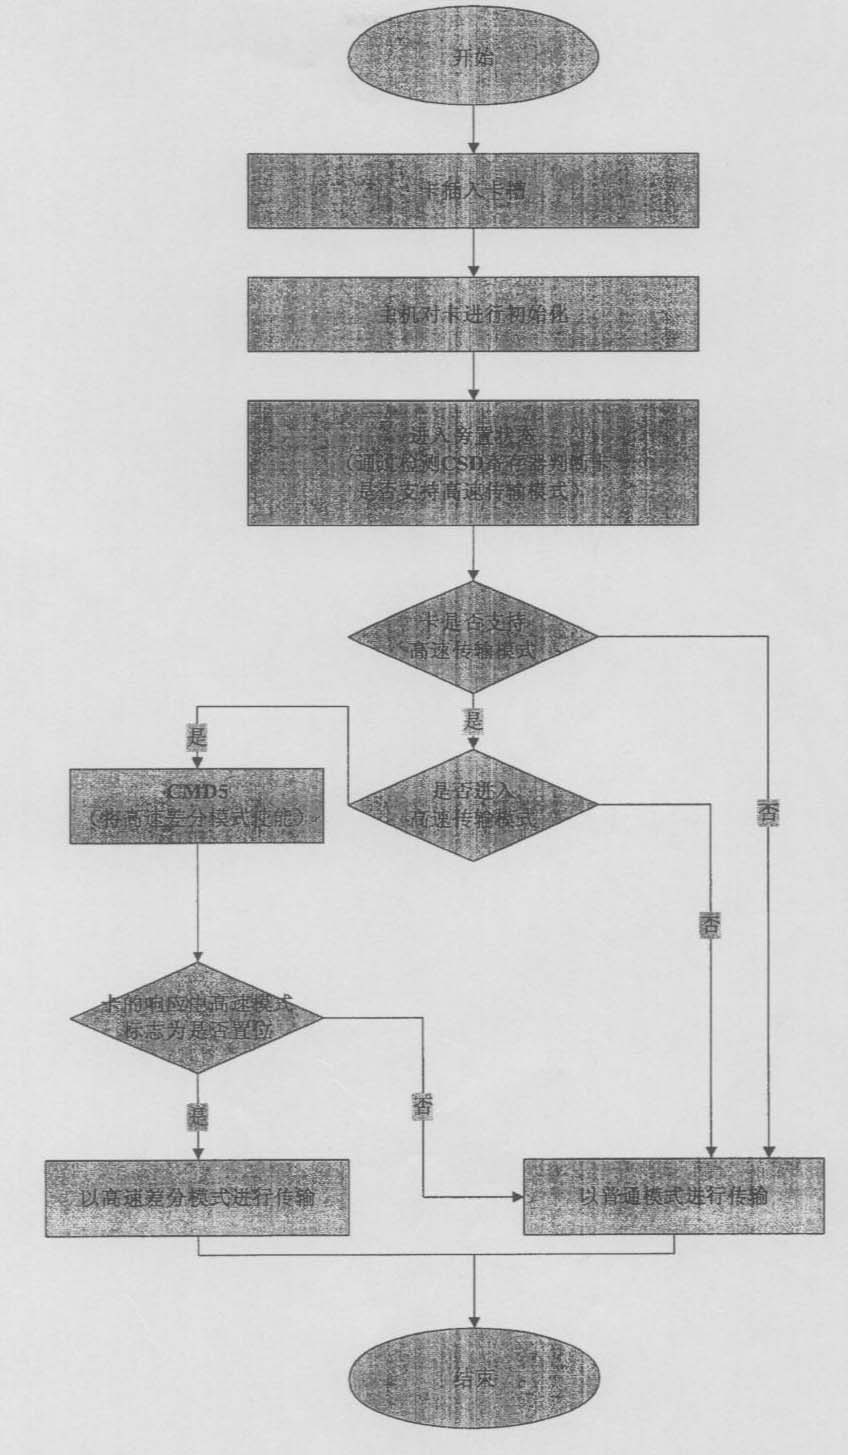 开始
卡插入卡槽
主机对卡进行初始化
进入旁置状态
（通过检测CSD寄存器判断卡
是否支持高速传输模式）
卡是否支持
高速传输模式
是
是
CMD5
（将高速差分模式使能）
是否进入
高速传输模式
否
否
卡的响应中高速模式
标志为是否置位
是
否
以高速差分模式进行传输
以普通模式进行传输
结束